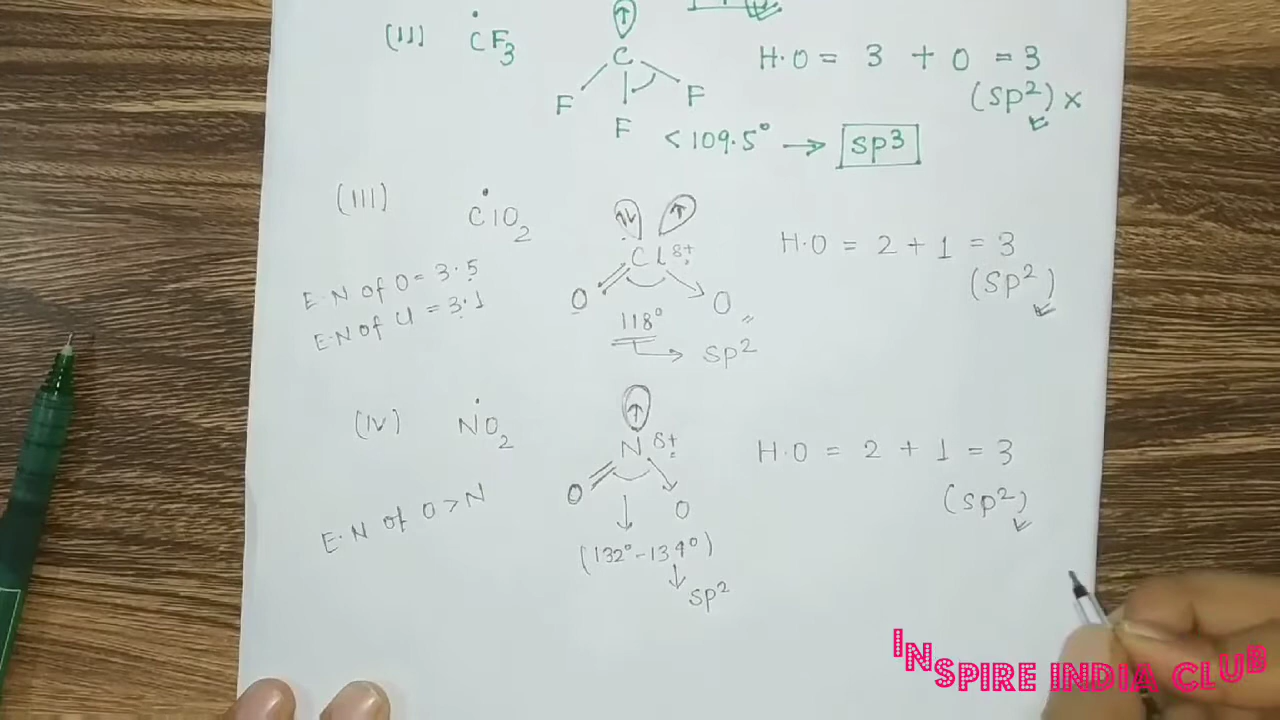 (II) ĊF3
C
F F F
<109.5° → sp3
H.O = 3 + 0 = 3
(sp²) x
(III) ĊlO2
E.N of O = 3.5
E.N of Cl = 3.1
Cl δ+
O O
118°
sp²
H.O = 2 + 1 = 3
(sp²)
(IV) ṄO2
E.N of O > N
N δ+
O O
(132°-134°)
sp²
H.O = 2 + 1 = 3
(sp²)
INSPIRE INDIA CLUB